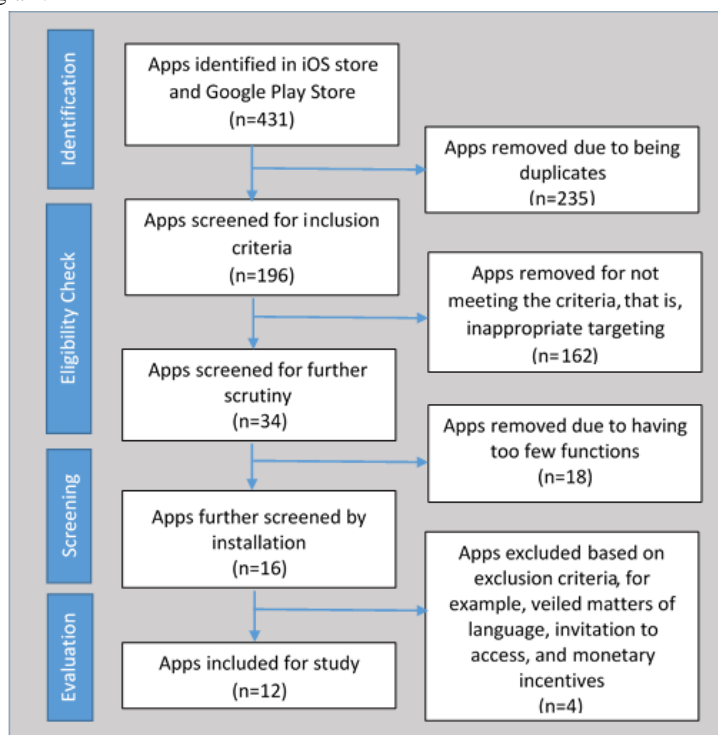 Identification
Apps identified in iOS store
and Google Play Store
(n=431)
Apps removed due to being
duplicates
(n=235)
Eligibility Check
Apps screened for inclusion
criteria
(n=196)
Apps removed for not
meeting the criteria, that is,
inappropriate targeting
(n=162)
Apps screened for further
scrutiny
(n=34)
Apps removed due to having
too few functions
(n=18)
Screening
Apps further screened by
installation
(n=16)
Apps excluded based on
exclusion criteria, for
example, veiled matters of
language, invitation to
access, and monetary
incentives
(n=4)
Evaluation
Apps included for study
(n=12)